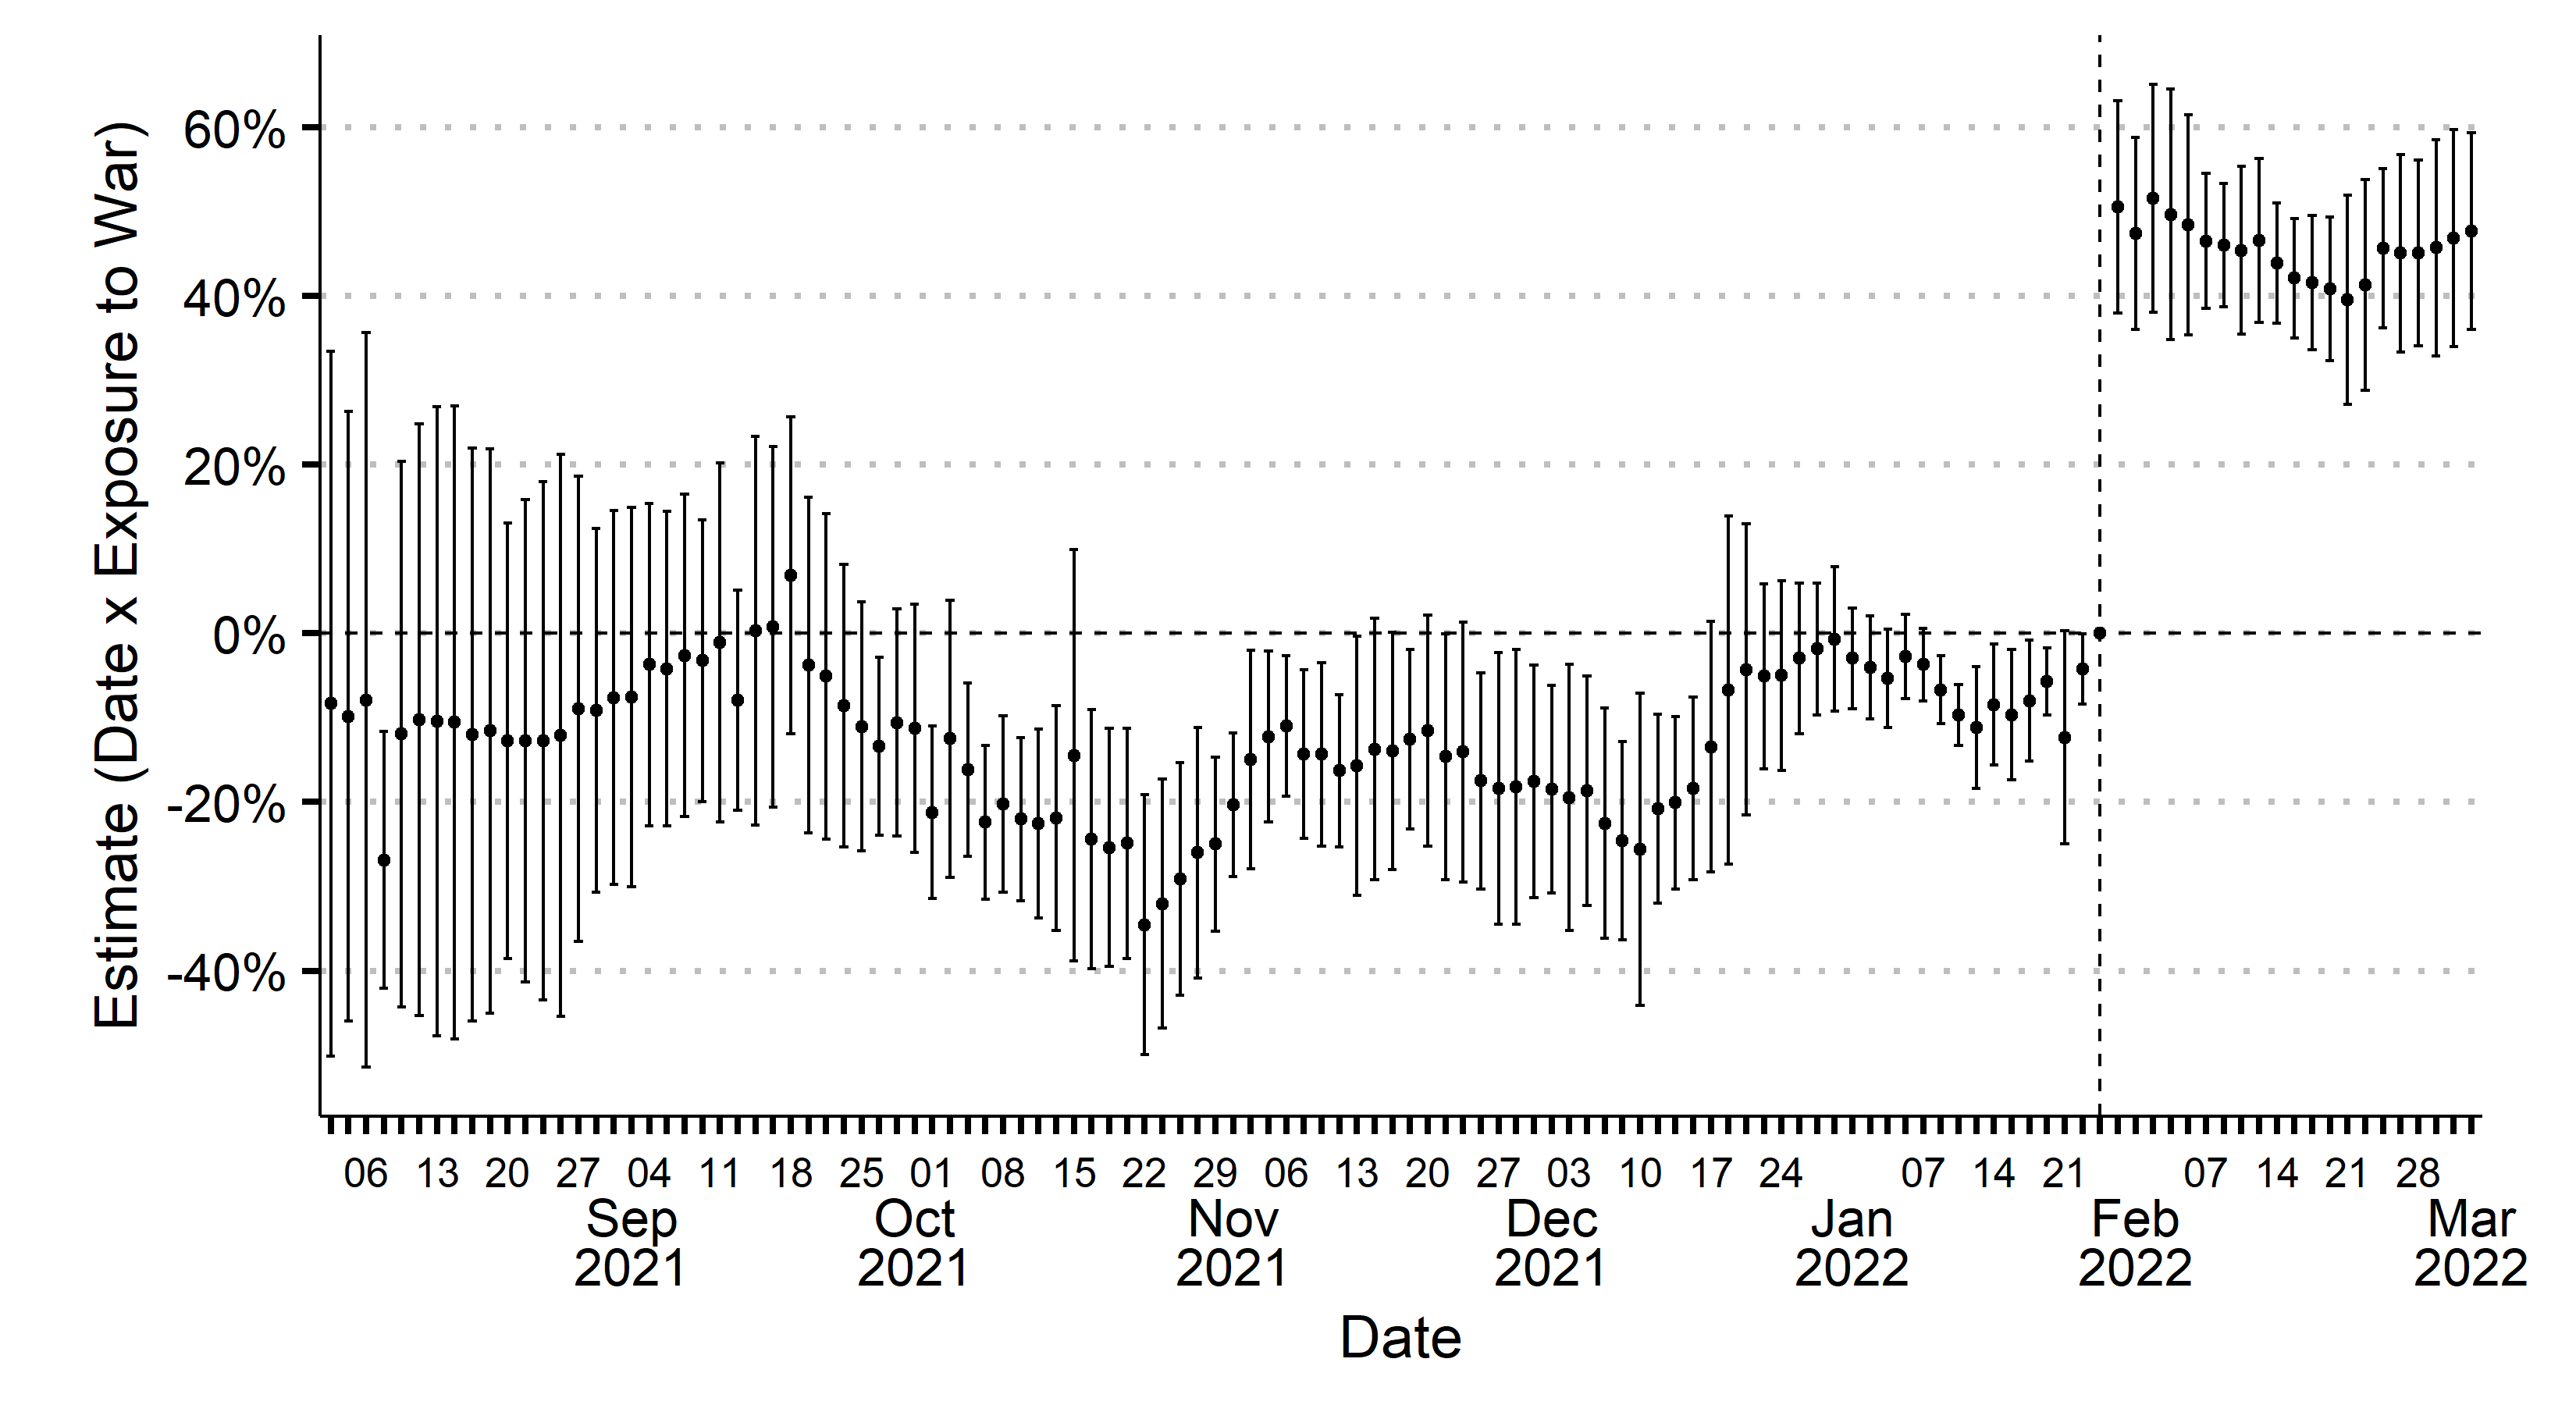 Estimate (Date x Exposure to War)
60%
40%
20%
0%
-20%
-40%
06 13 20 27 04 11 18 25 01 08 15 22 29 06 13 20 27 03 10 17 24 07 14 21 07 14 21 28
Sep Oct Nov Dec Jan Feb Mar
2021 2021 2021 2021 2022 2022 2022
Date